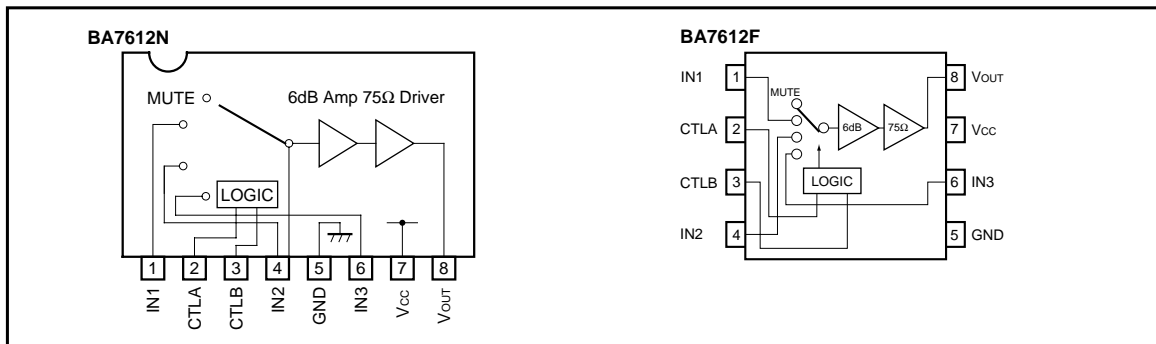 BA7612N
MUTE
6dB Amp 75Ω Driver
LOGIC
1 2 3 4 5 6 7 8
IN1 CTLA CTLB IN2 GND IN3 VCC VOUT
BA7612F
IN1 1
CTLA 2
CTLB 3
IN2 4
MUTE
6dB 75Ω
LOGIC
8 VOUT
7 VCC
6 IN3
5 GND